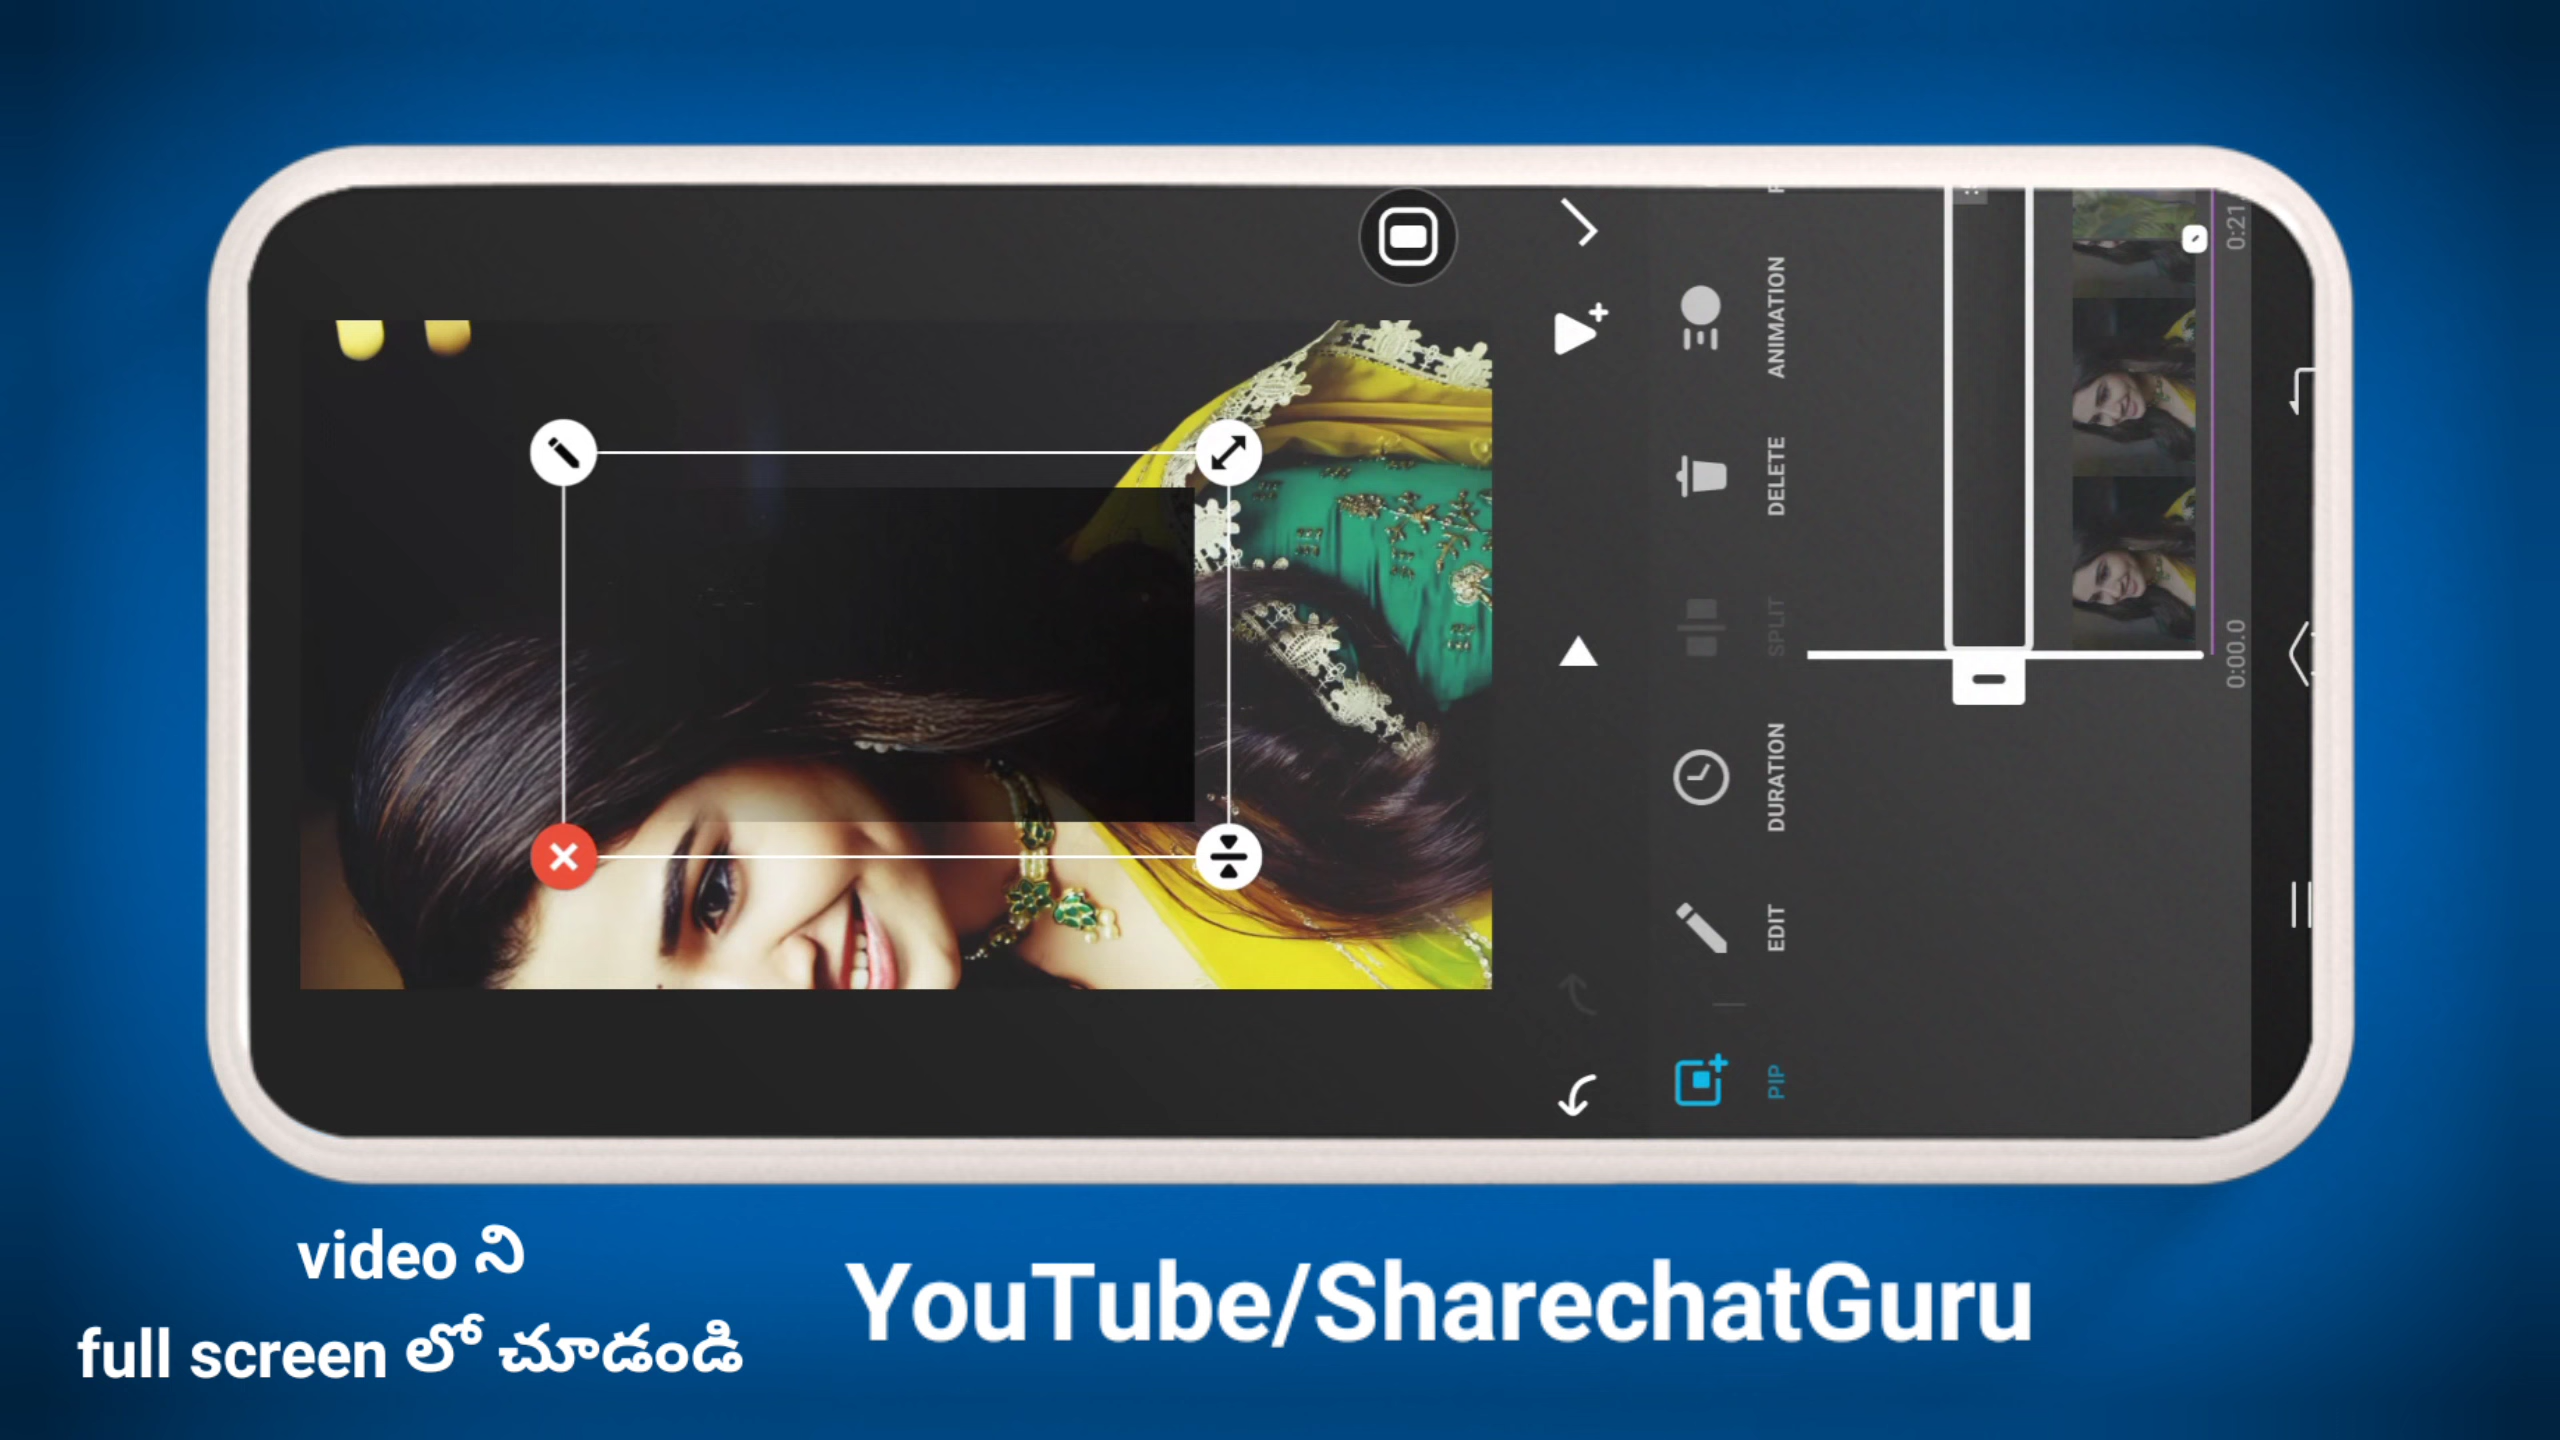 ANIMATION
DELETE
SPLIT
DURATION
EDIT
PIP
0:21
0:00.0
video ని
full screen లో చూడండి
YouTube/SharechatGuru